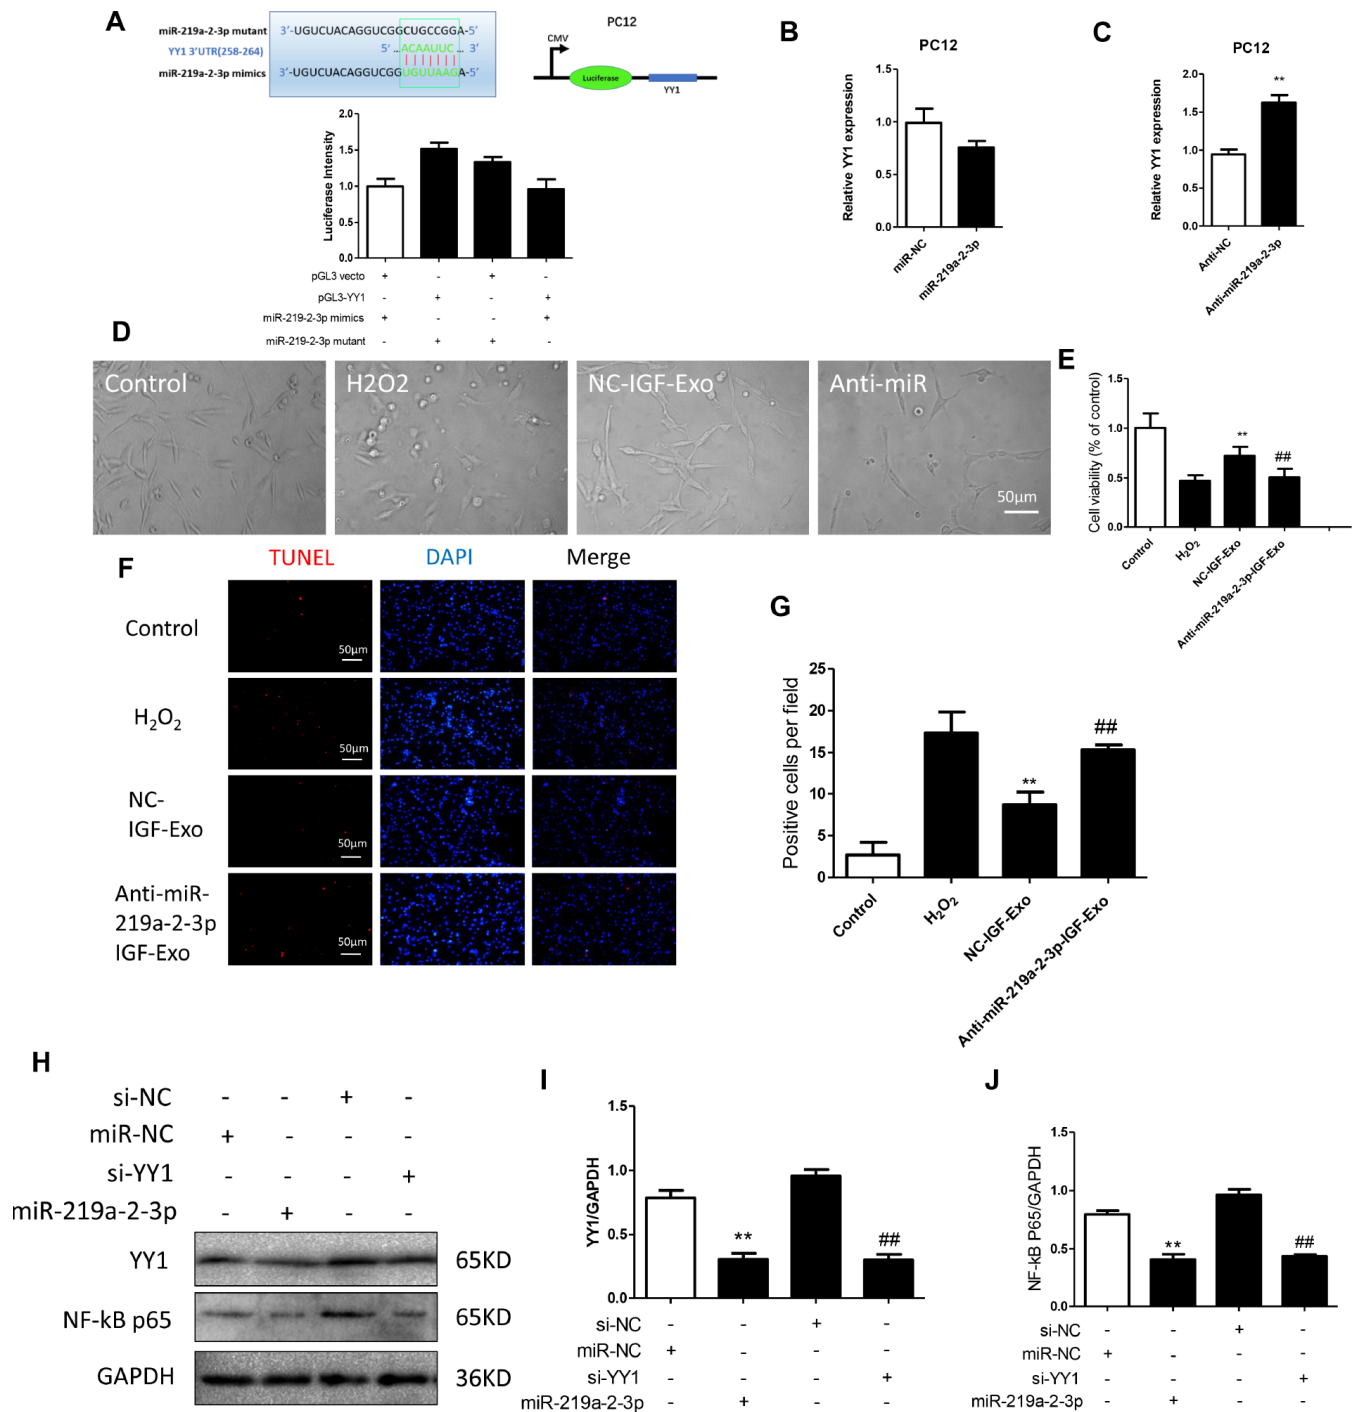 A
miR-219a-2-3p mutant 3'-UGUCUACAGGUCGGCUGCCGGA-5'
YY1 3'UTR(258-264) 5' ...ACAAUUC... 3'
miR-219a-2-3p mimics 3'-UGUCUACAGGUCGGUGUUAAGA-5'
PC12
CMV
Luciferase
YY1
Luciferase Intensity
2.0
1.5
1.0
0.5
0.0
pGL3 vecto + - + -
pGL3-YY1 - + - +
miR-219-2-3p mimics + - - +
miR-219-2-3p mutant - + + -
B
PC12
Relative YY1 expression
1.5
1.0
0.5
0.0
miR-NC
miR-219a-2-3p
C
PC12
Relative YY1 expression
2.0
1.5
1.0
0.5
0.0
**
Anti-NC
Anti-miR-219a-2-3p
D
Control
H2O2
NC-IGF-Exo
Anti-miR
50μm
E
Cell viability (% of control)
1.5
1.0
0.5
0.0
**
##
Control
H2O2
NC-IGF-Exo
Anti-miR-219a-2-3p-IGF-Exo
F
TUNEL DAPI Merge
Control
50μm
H2O2
50μm
NC-
IGF-Exo
50μm
Anti-miR-
219a-2-3p
IGF-Exo
50μm
G
Positive cells per field
25
20
15
10
5
0
**
##
Control
H2O2
NC-IGF-Exo
Anti-miR-219a-2-3p-IGF-Exo
H
si-NC - - + -
miR-NC + - - -
si-YY1 - - - +
miR-219a-2-3p - + - -
YY1 65KD
NF-kB p65 65KD
GAPDH 36KD
I
YY1/GAPDH
1.5
1.0
0.5
0.0
**
##
si-NC - - + -
miR-NC + - - -
si-YY1 - - - +
miR-219a-2-3p - + - -
J
NF-kB P65/GAPDH
1.5
1.0
0.5
0.0
**
##
si-NC - - + -
miR-NC + - - -
si-YY1 - - - +
miR-219a-2-3p - + - -